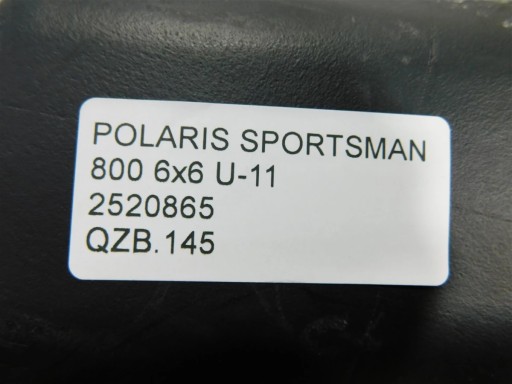 POLARIS SPORTSMAN
800 6x6 U-11
2520865
QZB.145